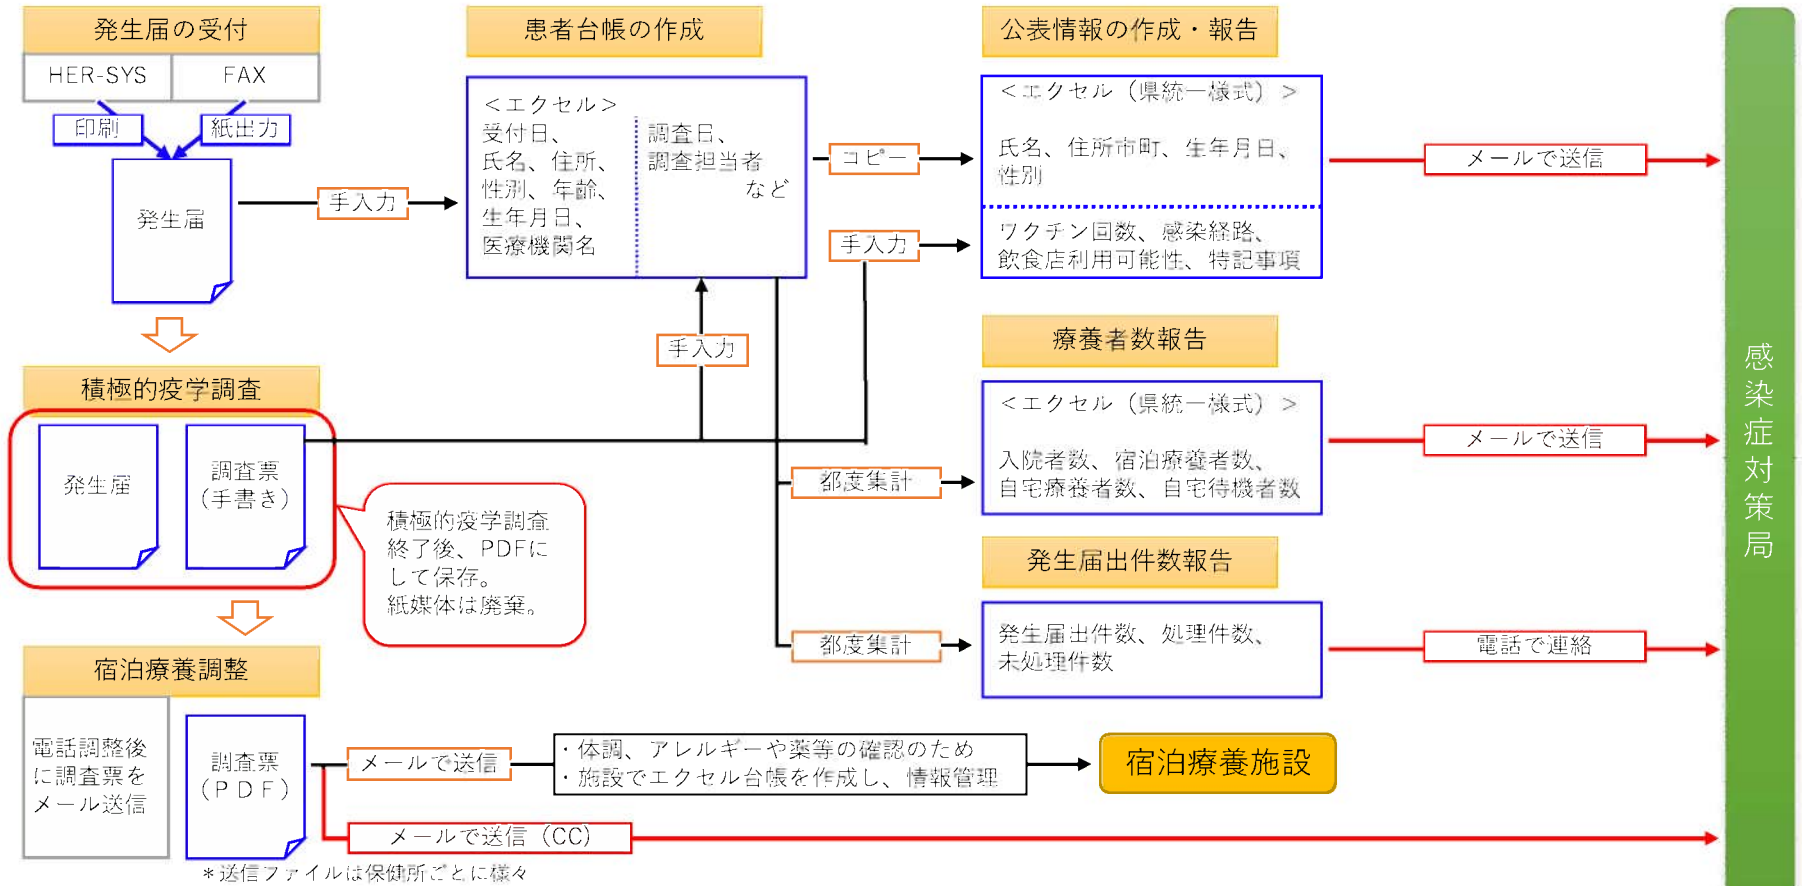 発生届の受付
HER-SYS
FAX
印刷
紙出力
発生届
手入力
患者台帳の作成
＜エクセル＞
受付日、
氏名、住所、
性別、年齢、
生年月日、
医療機関名
調査日、
調査担当者
など
コピー
手入力
手入力
公表情報の作成・報告
＜エクセル（県統一様式）＞
氏名、住所市町、生年月日、
性別
ワクチン回数、感染経路、
飲食店利用可能性、特記事項
メールで送信
積極的疫学調査
発生届
調査票
（手書き）
積極的疫学調査
終了後、PDFに
して保存。
紙媒体は廃棄。
療養者数報告
＜エクセル（県統一様式）＞
入院者数、宿泊療養者数、
自宅療養者数、自宅待機者数
都度集計
メールで送信
発生届出件数報告
発生届出件数、処理件数、
未処理件数
都度集計
電話で連絡
宿泊療養調整
電話調整後
に調査票を
メール送信
調査票
（ＰＤＦ）
メールで送信
・体調、アレルギーや薬等の確認のため
・施設でエクセル台帳を作成し、情報管理
宿泊療養施設
メールで送信（CC）
＊送信ファイルは保健所ごとに様々
感染症対策局